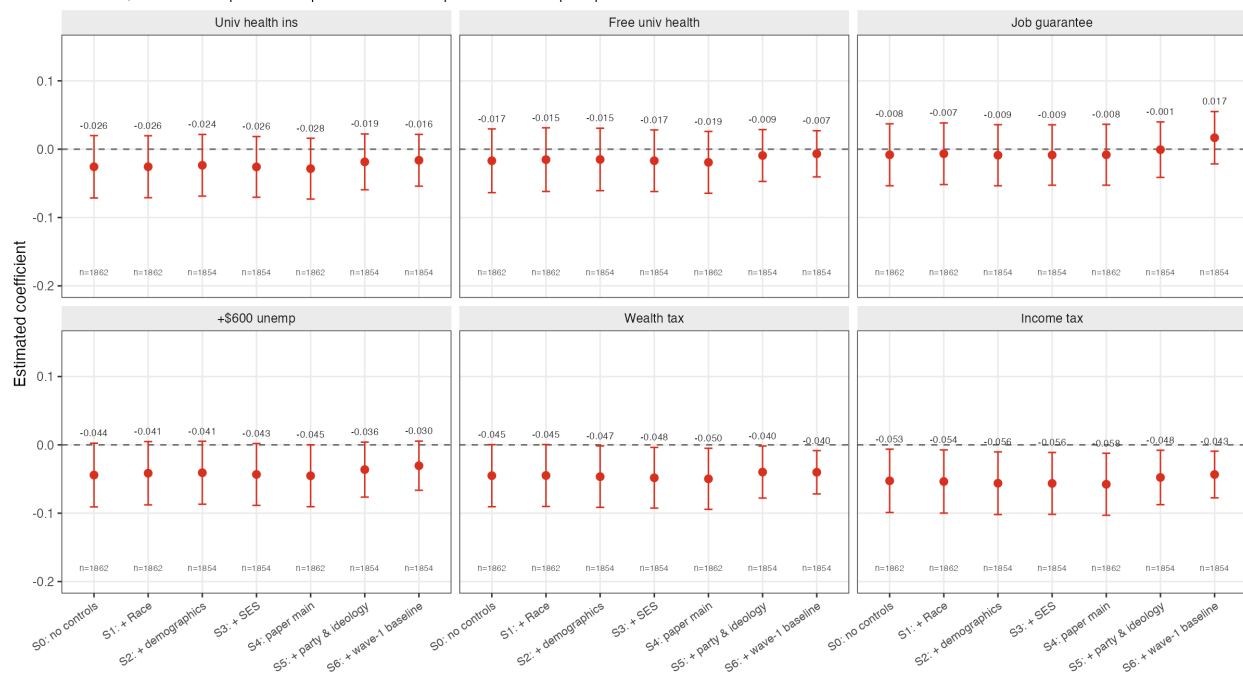 Univ health ins
Free univ health
Job guarantee
Estimated coefficient
0.1
0.0
-0.1
-0.2
-0.026 -0.026 -0.024 -0.026 -0.028 -0.019 -0.016
n=1862 n=1862 n=1854 n=1854 n=1862 n=1854 n=1854
-0.017 -0.015 -0.015 -0.017 -0.019 -0.009 -0.007
n=1862 n=1862 n=1854 n=1854 n=1862 n=1854 n=1854
-0.008 -0.007 -0.009 -0.009 -0.008 -0.001 0.017
n=1862 n=1862 n=1854 n=1854 n=1862 n=1854 n=1854
+$600 unemp
Wealth tax
Income tax
0.1
0.0
-0.1
-0.2
-0.044 -0.041 -0.041 -0.043 -0.045 -0.036 -0.030
n=1862 n=1862 n=1854 n=1854 n=1862 n=1854 n=1854
-0.045 -0.045 -0.047 -0.048 -0.050 -0.040 -0.040
n=1862 n=1862 n=1854 n=1854 n=1862 n=1854 n=1854
-0.053 -0.054 -0.056 -0.056 -0.058 -0.048 -0.043
n=1862 n=1862 n=1854 n=1854 n=1862 n=1854 n=1854
S0: no controls
S1: + Race
S2: + demographics
S3: + SES
S4: paper main
S5: + party & ideology
S6: + wave-1 baseline
S0: no controls
S1: + Race
S2: + demographics
S3: + SES
S4: paper main
S5: + party & ideology
S6: + wave-1 baseline
S0: no controls
S1: + Race
S2: + demographics
S3: + SES
S4: paper main
S5: + party & ideology
S6: + wave-1 baseline